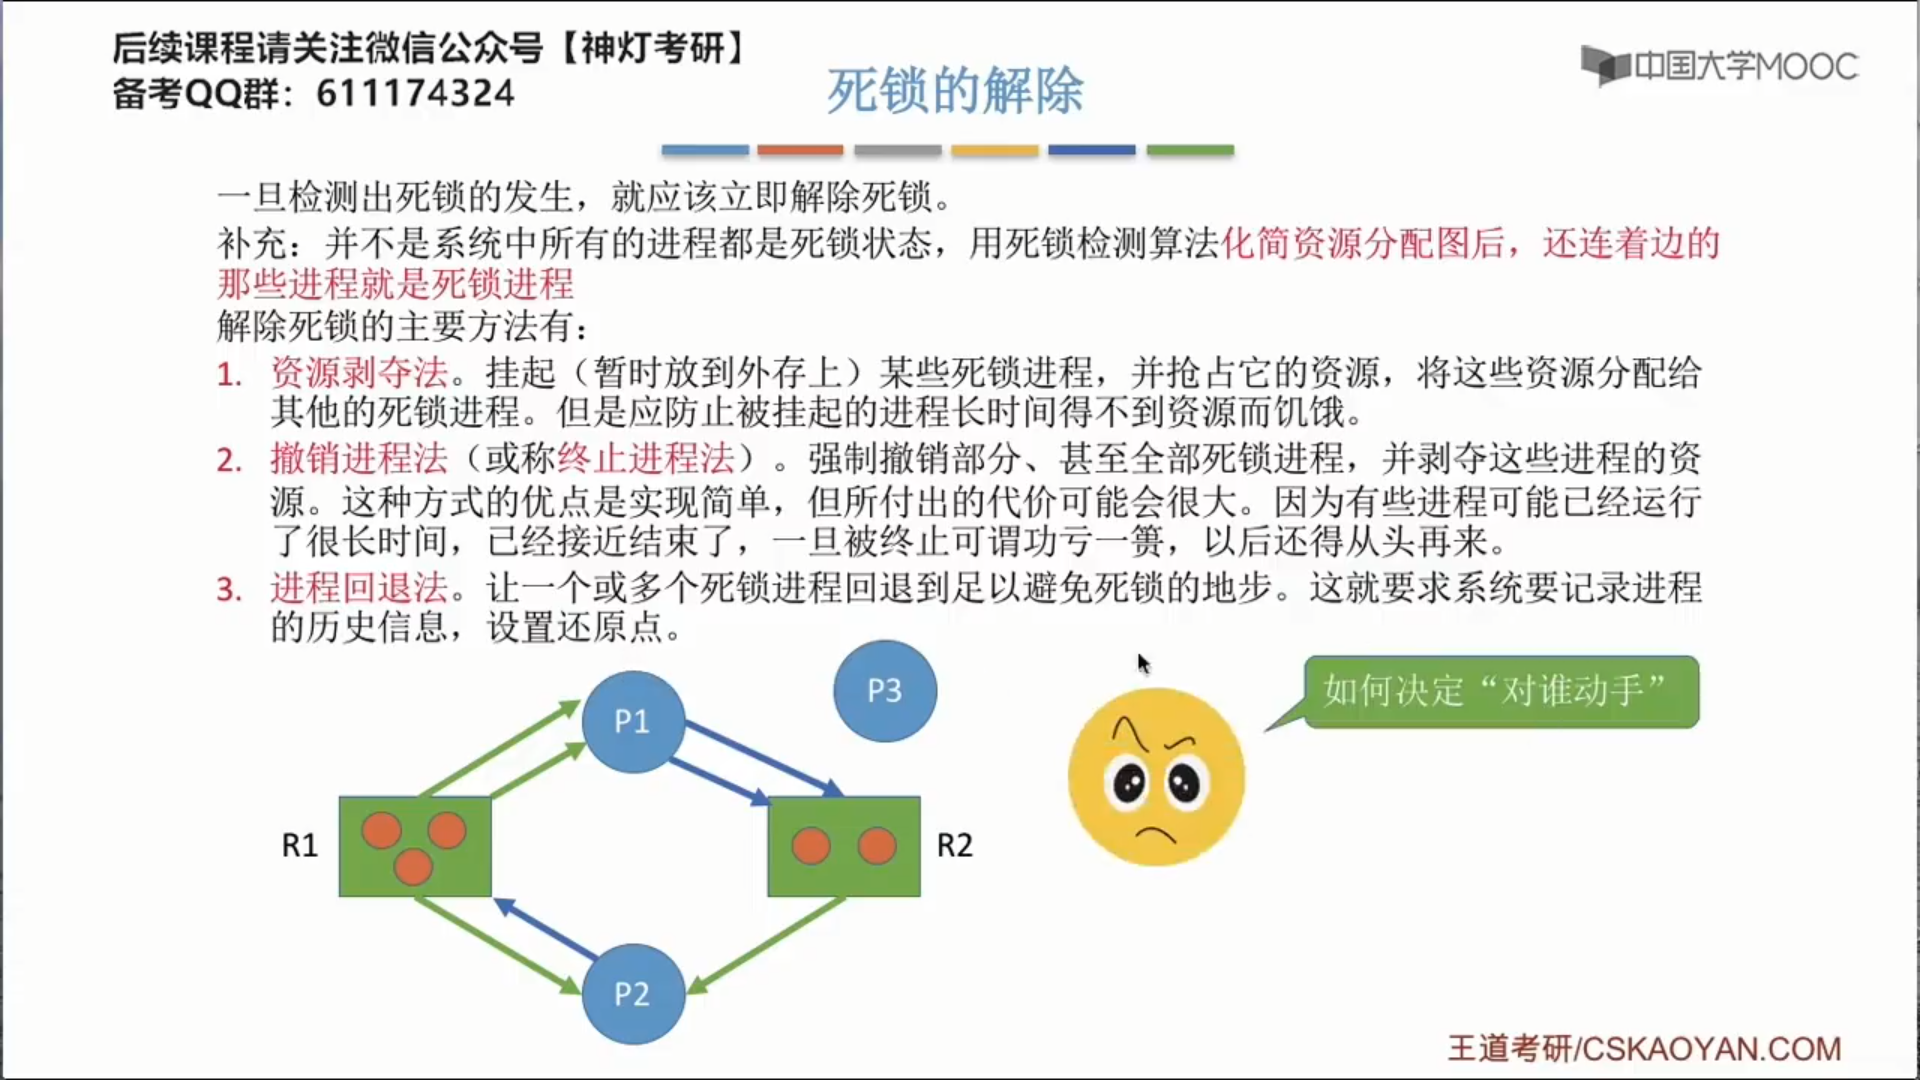 后续课程请关注微信公众号【神灯考研】
备考QQ群：611174324
中国大学MOOC
死锁的解除
一旦检测出死锁的发生，就应该立即解除死锁。
补充：并不是系统中所有的进程都是死锁状态，用死锁检测算法化简资源分配图后，还连着边的
那些进程就是死锁进程
解除死锁的主要方法有：
1. 资源剥夺法。挂起（暂时放到外存上）某些死锁进程，并抢占它的资源，将这些资源分配给
其他的死锁进程。但是应防止被挂起的进程长时间得不到资源而饥饿。
2. 撤销进程法（或称终止进程法）。强制撤销部分、甚至全部死锁进程，并剥夺这些进程的资
源。这种方式的优点是实现简单，但所付出的代价可能会很大。因为有些进程可能已经运行
了很长时间，已经接近结束了，一旦被终止可谓功亏一篑，以后还得从头再来。
3. 进程回退法。让一个或多个死锁进程回退到足以避免死锁的地步。这就要求系统要记录进程
的历史信息，设置还原点。
P3
如何决定“对谁动手”
P1
R1
R2
P2
王道考研/CSKAOYAN.COM